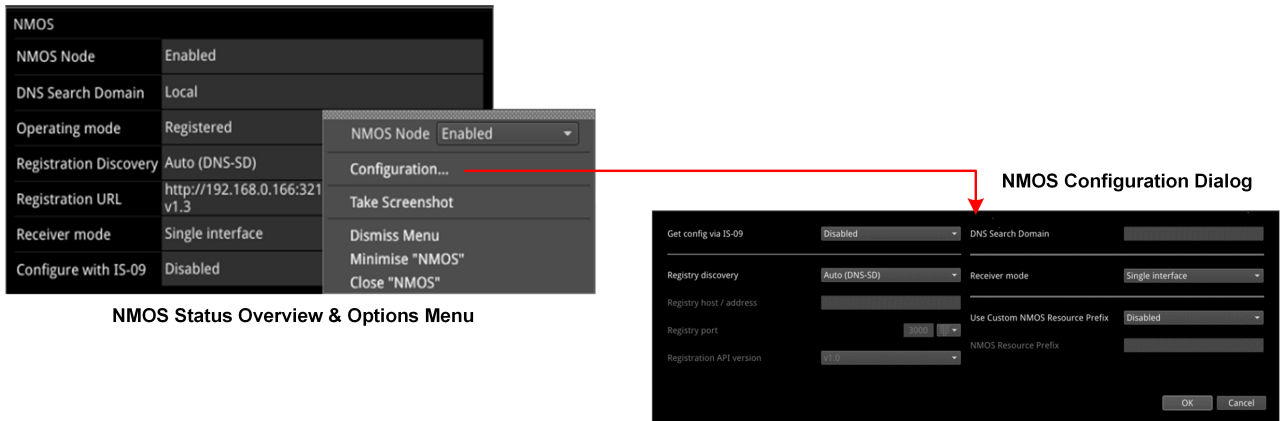 NMOS
NMOS Node Enabled
DNS Search Domain Local
Operating mode Registered
Registration Discovery Auto (DNS-SD)
Registration URL http://192.168.0.166:321
v1.3
Receiver mode Single interface
Configure with IS-09 Disabled
NMOS Node Enabled
Configuration...
Take Screenshot
Dismiss Menu
Minimise "NMOS"
Close "NMOS"
NMOS Status Overview & Options Menu
NMOS Configuration Dialog
Get config via IS-09 Disabled
Registry discovery Auto (DNS-SD)
Registry host / address
Registry port 3000
Registration API version v1.0
DNS Search Domain
Receiver mode Single interface
Use Custom NMOS Resource Prefix Disabled
NMOS Resource Prefix
OK Cancel